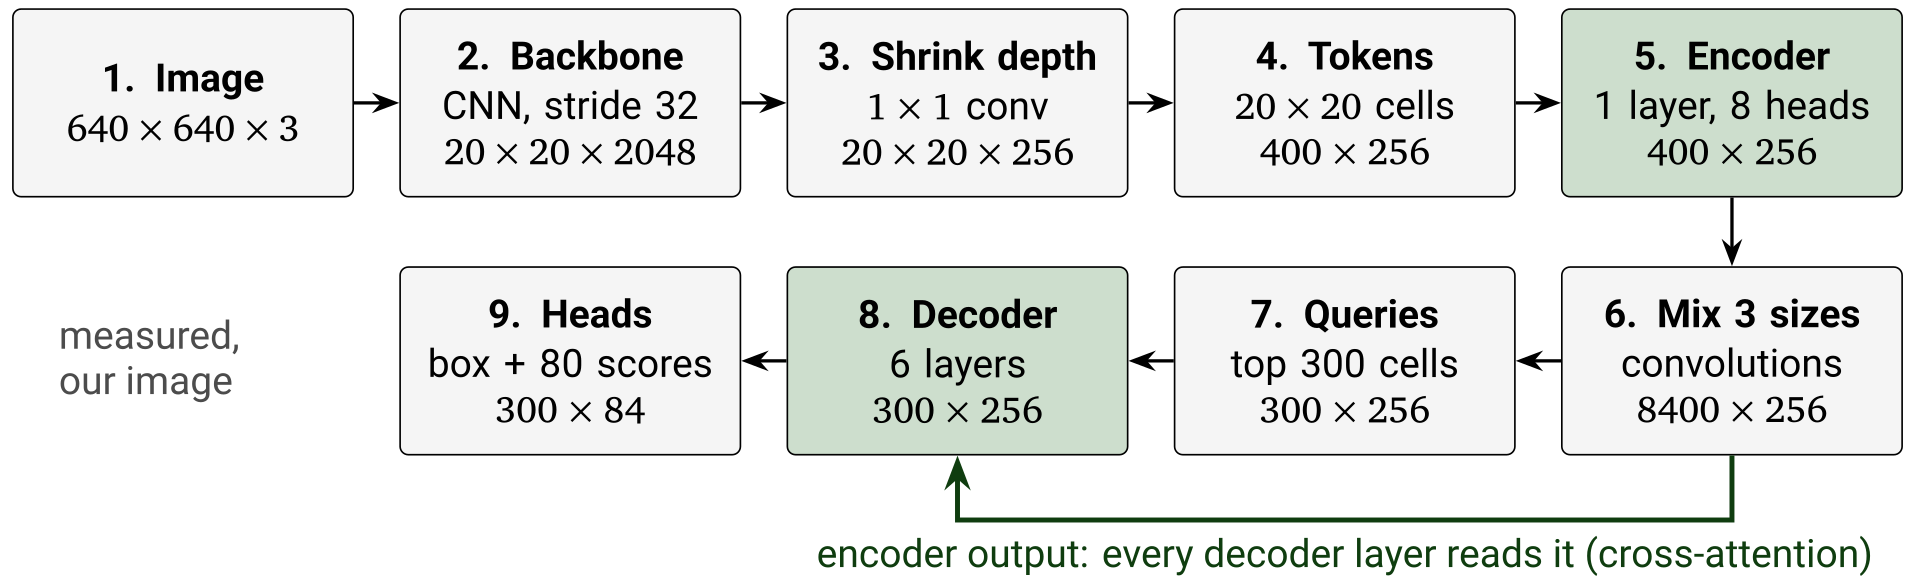 1. Image
640 × 640 × 3
2. Backbone
CNN, stride 32
20 × 20 × 2048
3. Shrink depth
1 × 1 conv
20 × 20 × 256
4. Tokens
20 × 20 cells
400 × 256
5. Encoder
1 layer, 8 heads
400 × 256
6. Mix 3 sizes
convolutions
8400 × 256
7. Queries
top 300 cells
300 × 256
8. Decoder
6 layers
300 × 256
9. Heads
box + 80 scores
300 × 84
measured,
our image
encoder output: every decoder layer reads it (cross-attention)